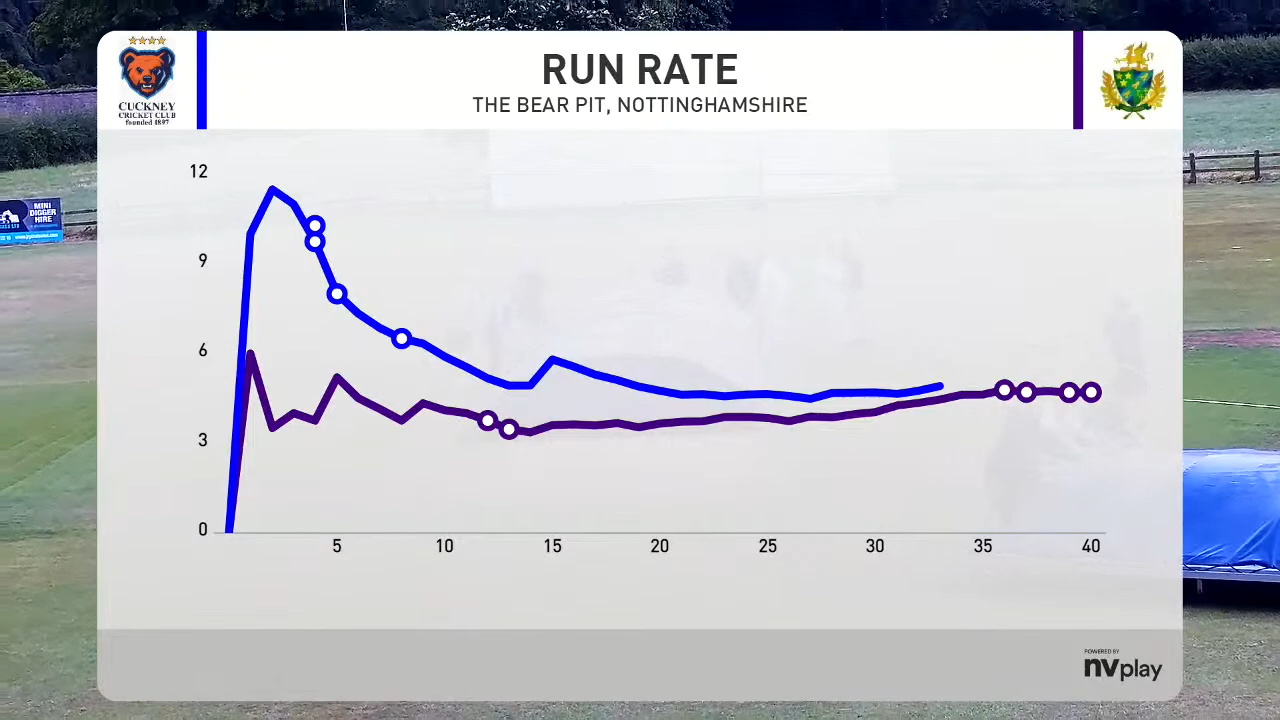 CUCKNEY
CRICKET CLUB
founded 1897
RUN RATE
THE BEAR PIT, NOTTINGHAMSHIRE
MINI
DIGGER
HIRE
12
9
6
3
0
5 10 15 20 25 30 35 40
POWERED BY
nvplay